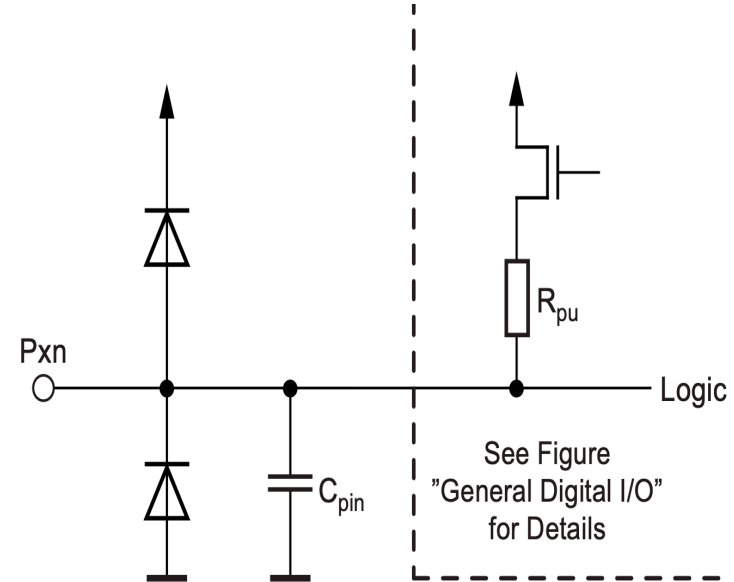 Pxn
Rpu
Logic
Cpin
See Figure
”General Digital I/O”
for Details